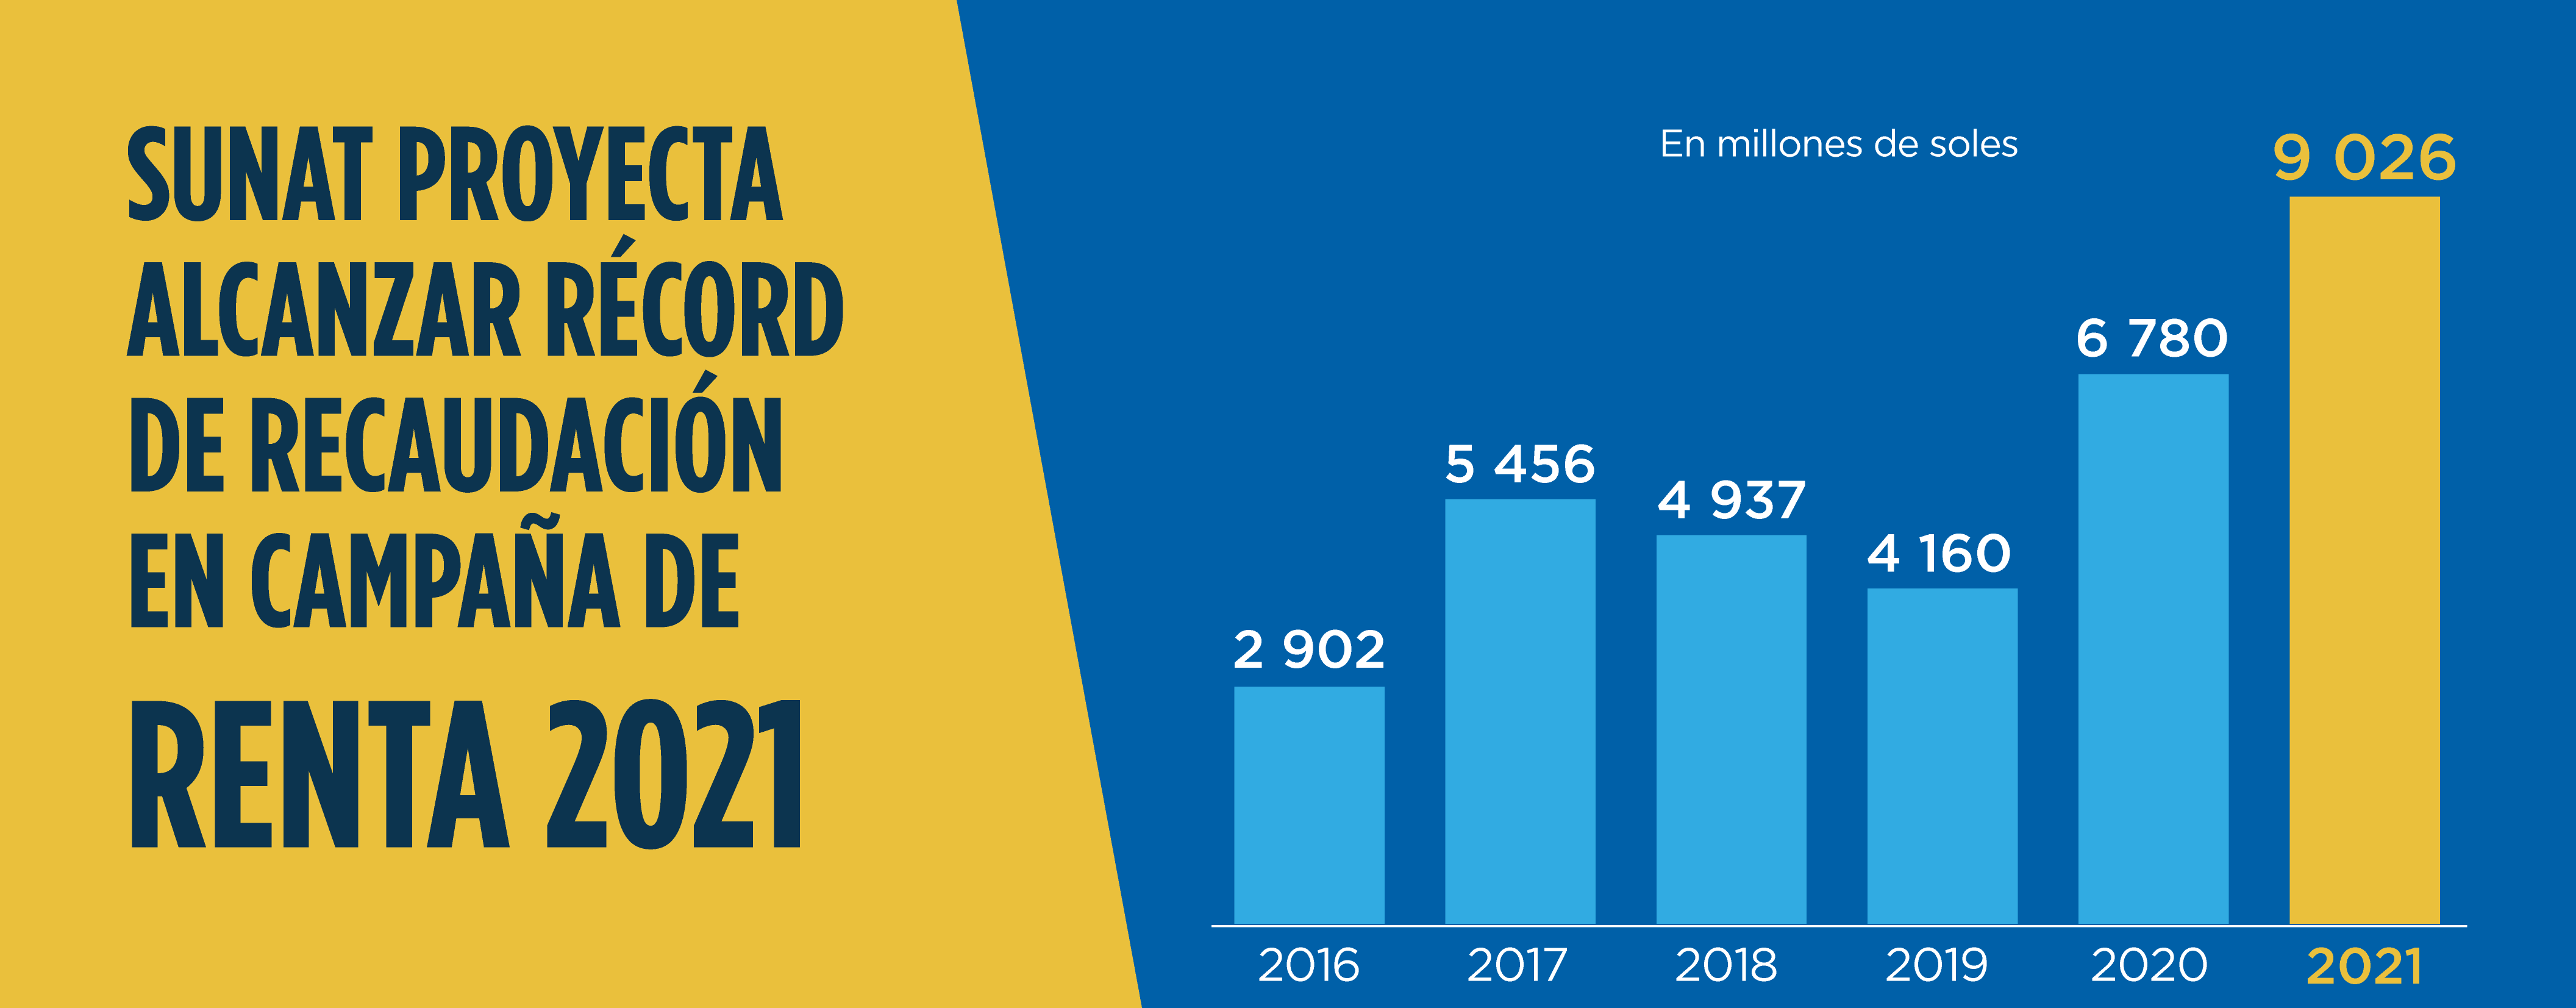 SUNAT PROYECTA
ALCANZAR RÉCORD
DE RECAUDACIÓN
EN CAMPAÑA DE
RENTA 2021
En millones de soles
2 902
5 456
4 937
4 160
6 780
9 026
2016
2017
2018
2019
2020
2021